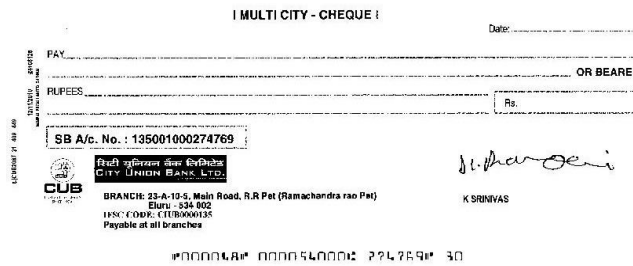 MULTI CITY - CHEQUE
Date:
PAY
OR BEARE
RUPEES
Rs.
SB A/c. No. : 135001000274769
सिटी यूनियन बैंक लिमिटेड
CITY UNION BANK LTD.
CUB
BRANCH: 23-A-10-5, Main Road, R.R Pet (Ramachandra rao Pet)
Eluru - 534 002
IFSC CODE: CIUB0000135
Payable at all branches
K SRINIVAS
⑈000048⑈ 000054000⑆ 274769⑈ 30